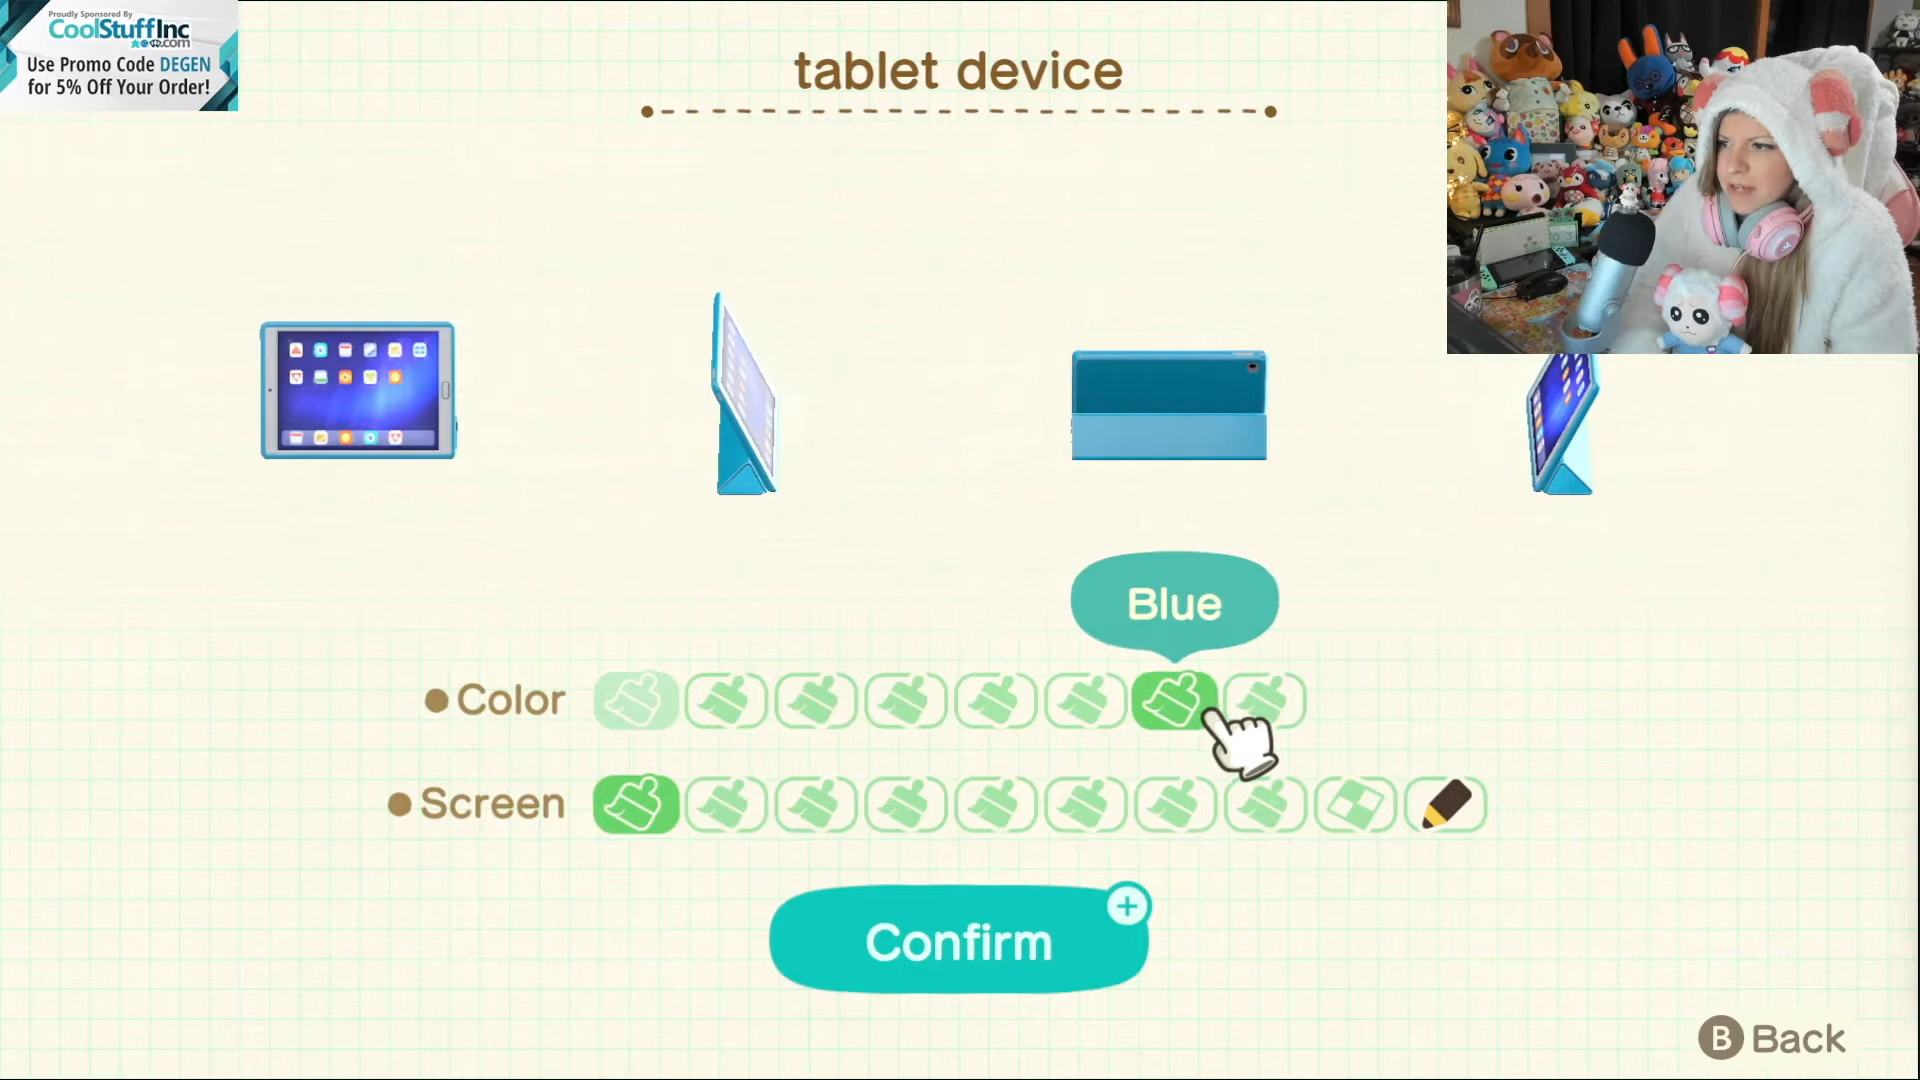 Proudly Sponsored By
CoolStuffInc
.com
Use Promo Code DEGEN
for 5% Off Your Order!
tablet device
Blue
Color
Screen
Confirm
B Back